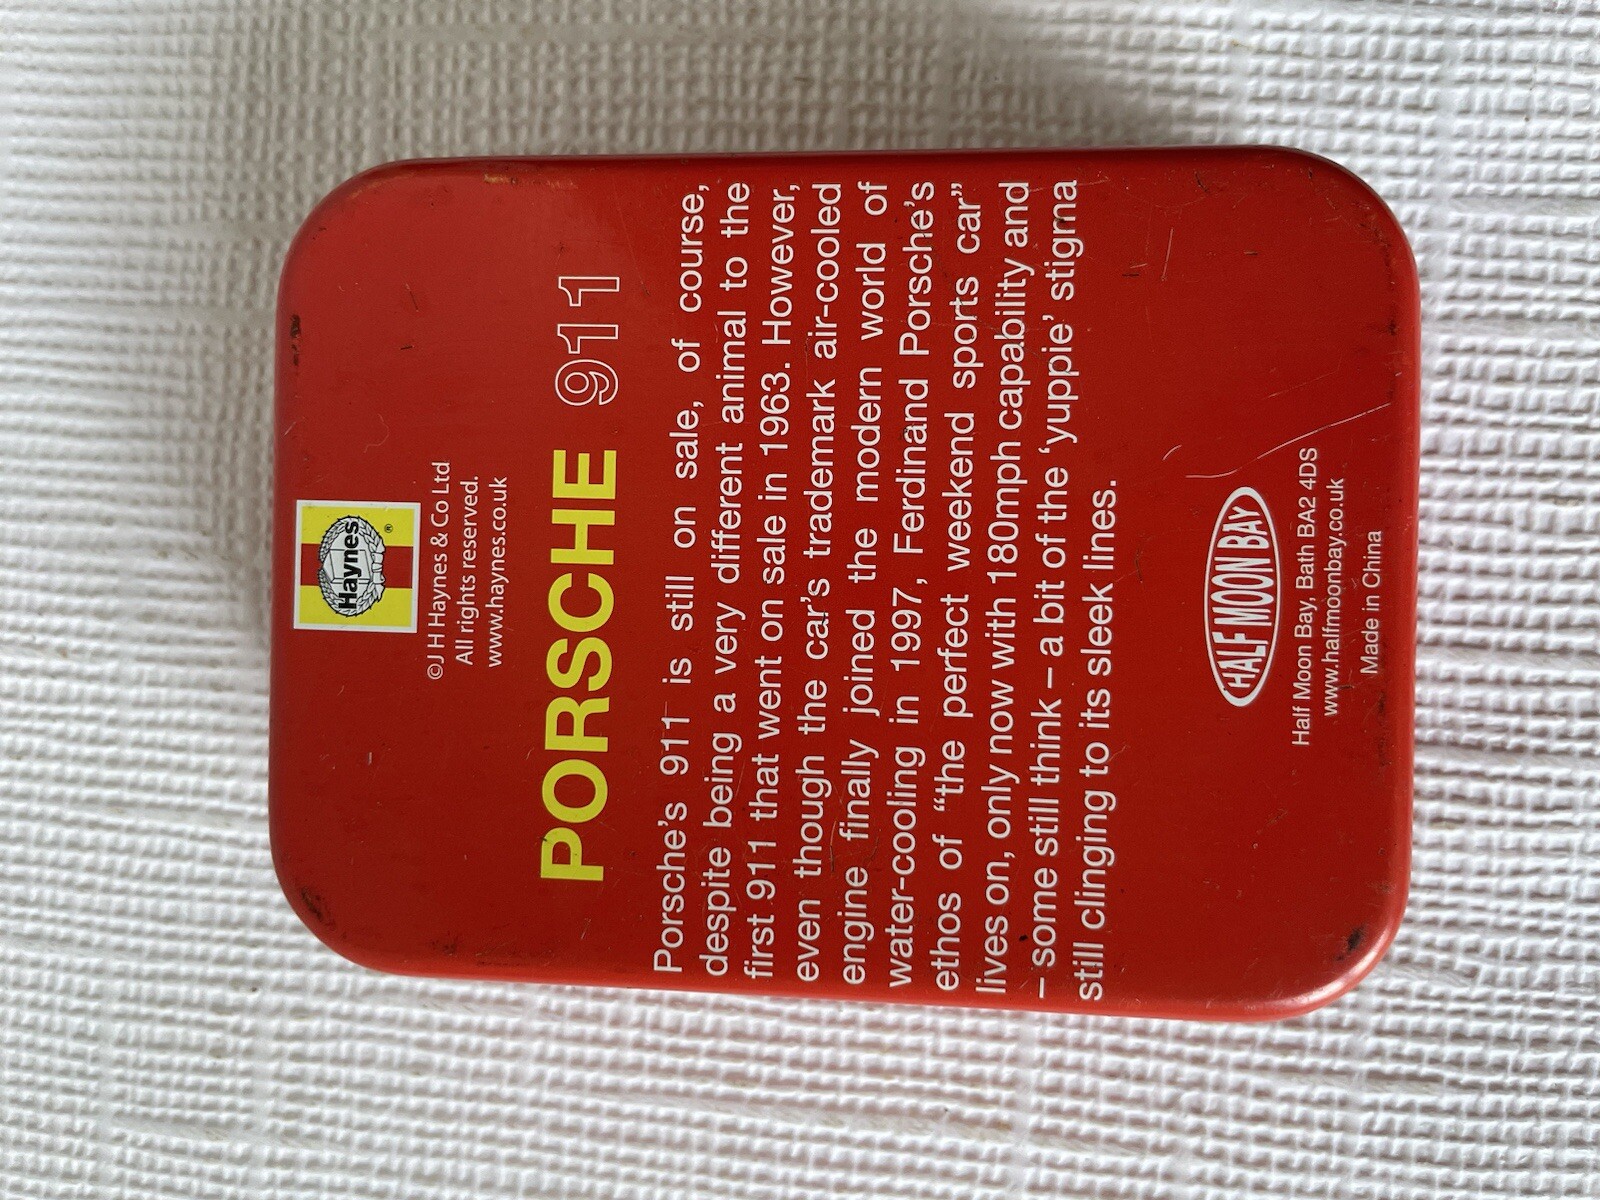 Haynes®
©J H Haynes & Co Ltd
All rights reserved.
www.haynes.co.uk
PORSCHE 911
Porsche's 911 is still on sale, of course,
despite being a very different animal to the
first 911 that went on sale in 1963. However,
even though the car's trademark air-cooled
engine finally joined the modern world of
water-cooling in 1997, Ferdinand Porsche's
ethos of “the perfect weekend sports car”
lives on, only now with 180mph capability and
– some still think – a bit of the ‘yuppie’ stigma
still clinging to its sleek lines.
HALF MOON BAY
Half Moon Bay, Bath BA2 4DS
www.halfmoonbay.co.uk
Made in China